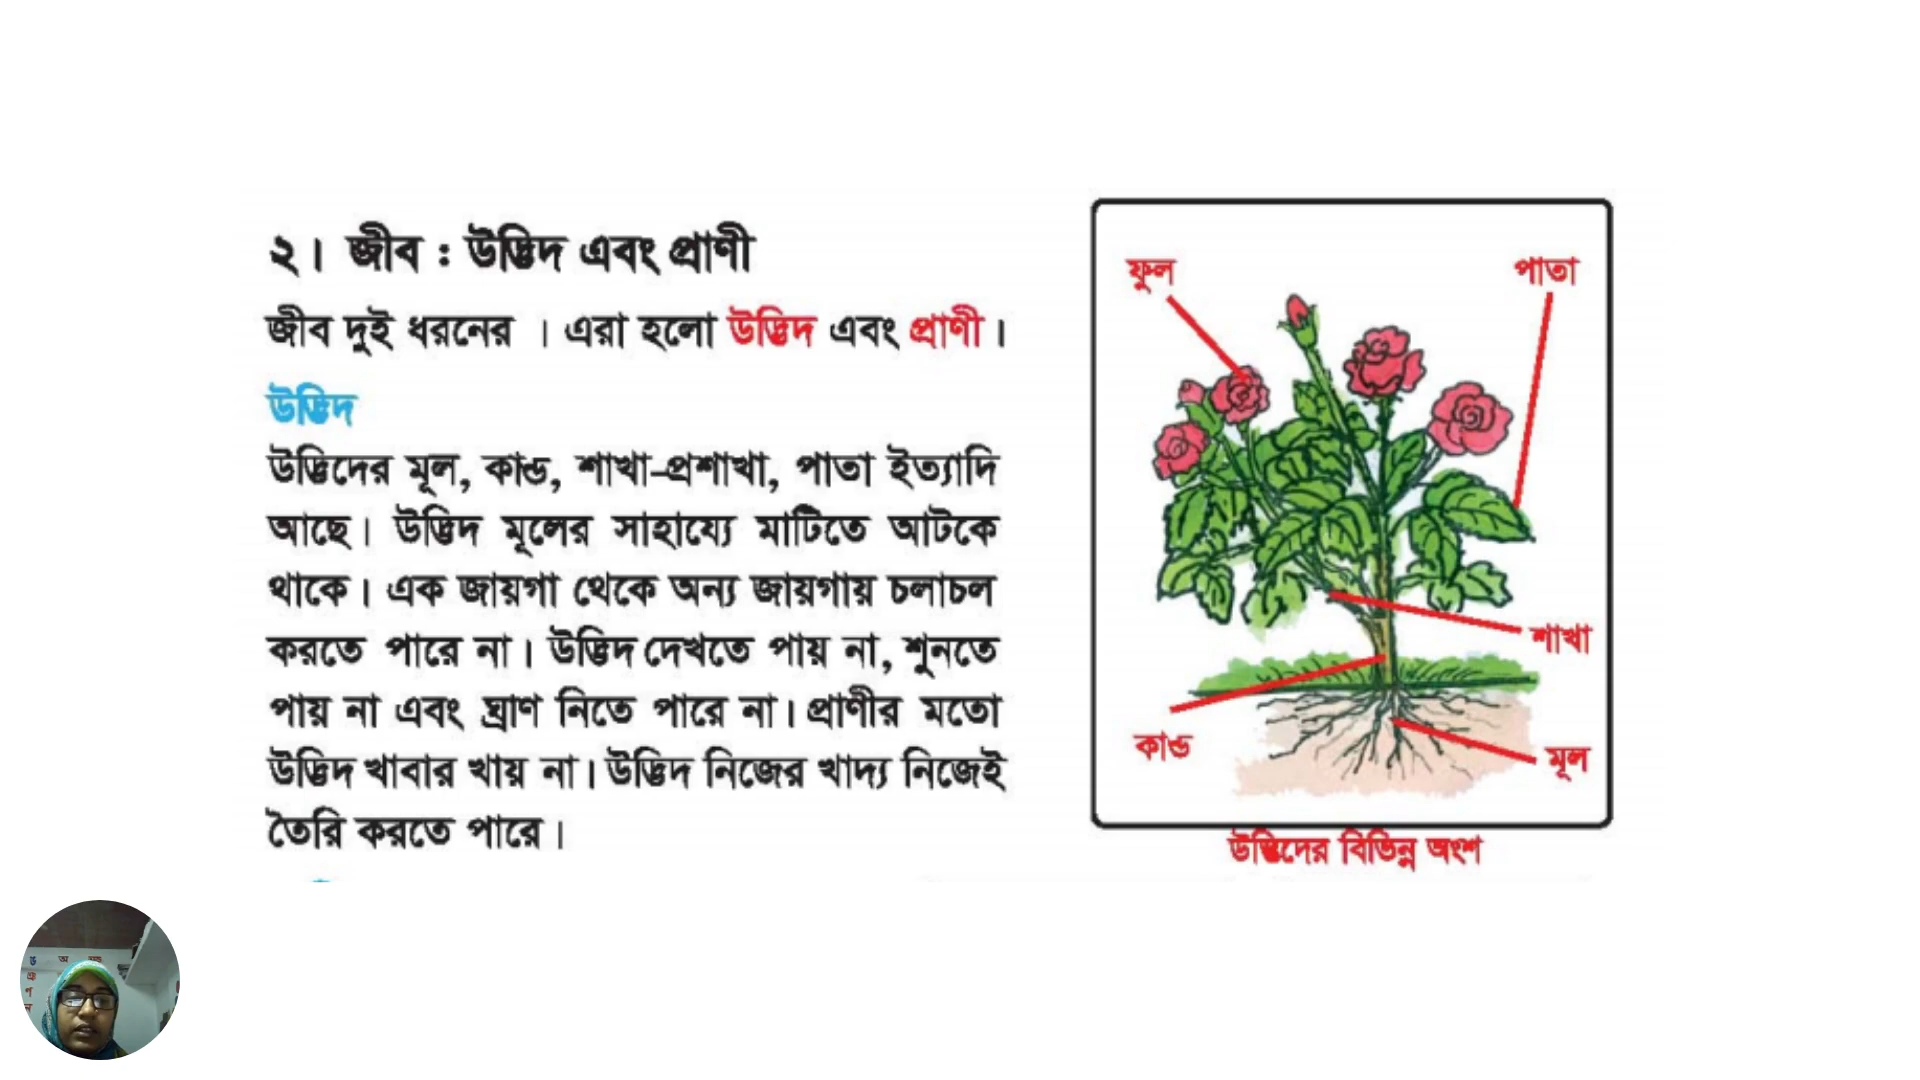 ২। জীব : উদ্ভিদ এবং প্রাণী
জীব দুই ধরনের । এরা হলো উদ্ভিদ এবং প্রাণী।
উদ্ভিদ
উদ্ভিদের মূল, কাণ্ড, শাখা-প্রশাখা, পাতা ইত্যাদি
আছে। উদ্ভিদ মূলের সাহায্যে মাটিতে আটকে
থাকে। এক জায়গা থেকে অন্য জায়গায় চলাচল
করতে পারে না। উদ্ভিদ দেখতে পায় না, শুনতে
পায় না এবং ঘ্রাণ নিতে পারে না। প্রাণীর মতো
উদ্ভিদ খাবার খায় না। উদ্ভিদ নিজের খাদ্য নিজেই
তৈরি করতে পারে।
ফুল
পাতা
শাখা
কাণ্ড
মূল
উদ্ভিদের বিভিন্ন অংশ